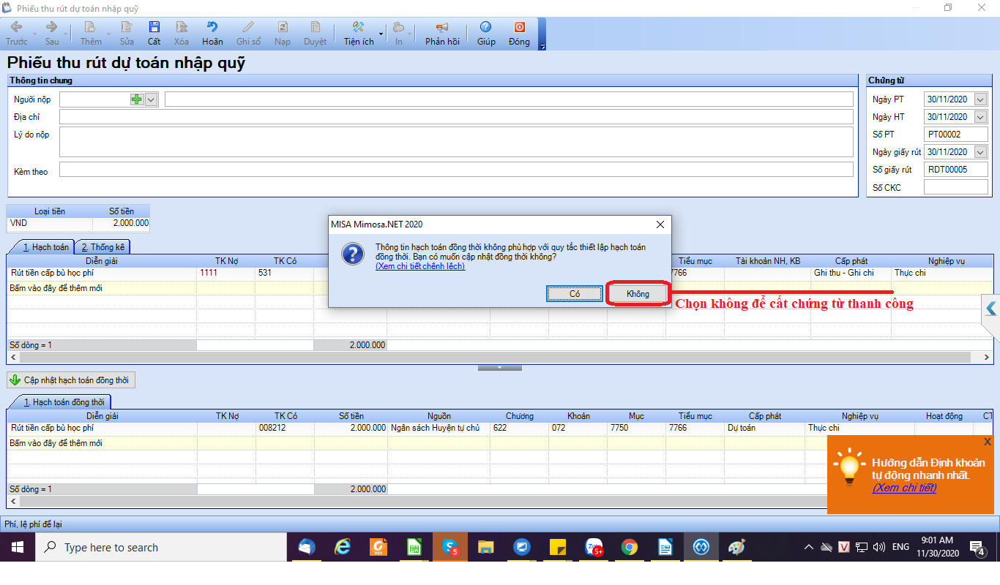 Phiếu thu rút dự toán nhập quỹ
Trước Sau Thêm Sửa Cất Xóa Hoãn Ghi sổ Nạp Duyệt Tiện ích In Phản hồi Giúp Đóng
Phiếu thu rút dự toán nhập quỹ
Thông tin chung
Chứng từ
Người nộp
Ngày PT 30/11/2020
Địa chỉ
Ngày HT 30/11/2020
Lý do nộp
Số PT PT00002
Ngày giấy rút 30/11/2020
Kèm theo
Số giấy rút RDT00005
Số CKC
Loại tiền Số tiền
VND 2.000.000
MISA Mimosa.NET 2020
Thông tin hạch toán đồng thời không phù hợp với quy tắc thiết lập hạch toán
đồng thời. Bạn có muốn cập nhật đồng thời không?
(Xem chi tiết chênh lệch)
Có Không
Chọn không để cất chứng từ thanh công
1. Hạch toán 2. Thống kê
Diễn giải TK Nợ TK Có Tiểu mục Tài khoản NH, KB Cấp phát Nghiệp vụ
Rút tiền cấp bù học phí 1111 531 7766 Ghi thu - Ghi chi Thực chi
Bấm vào đây để thêm mới
Số dòng = 1 2.000.000
Cập nhật hạch toán đồng thời
1. Hạch toán đồng thời
Diễn giải TK Nợ TK Có Số tiền Nguồn Chương Khoản Mục Tiểu mục Cấp phát Nghiệp vụ Hoạt động CT
Rút tiền cấp bù học phí 008212 2.000.000 Ngân sách Huyện tự chủ 622 072 7750 7766 Dự toán Thực chi
Bấm vào đây để thêm mới
Số dòng = 1 2.000.000
X
Hướng dẫn Định khoản
tự động nhanh nhất.
(Xem chi tiết)
Phí, lệ phí để lại
Type here to search
5
5+
ENG
9:01 AM
11/30/2020
4